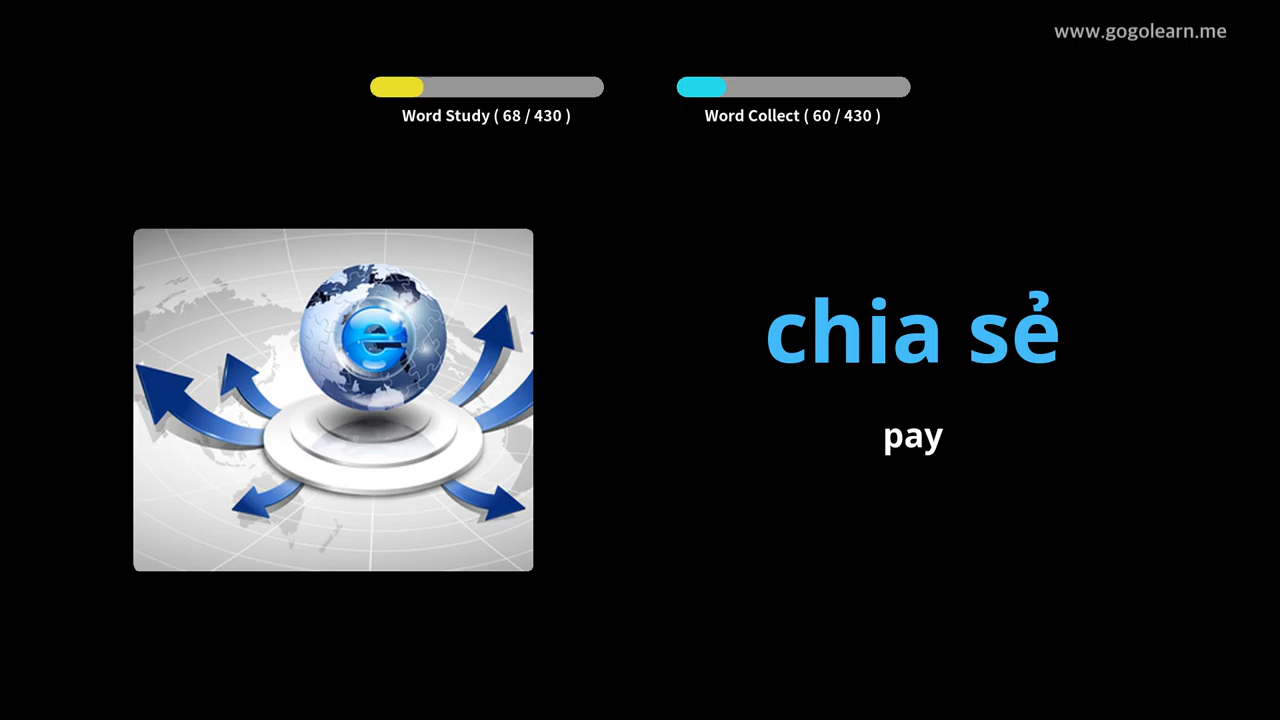 www.gogolearn.me
Word Study ( 68 / 430 )
Word Collect ( 60 / 430 )
e
chia sẻ
pay